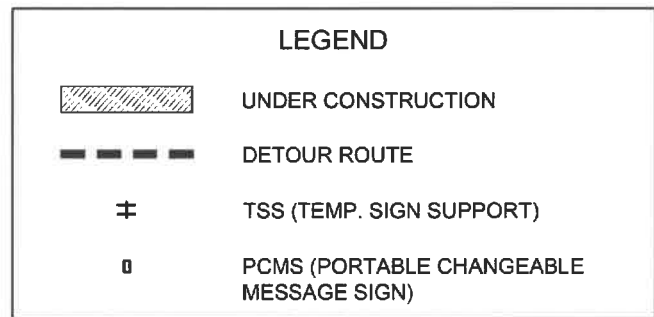 LEGEND
UNDER CONSTRUCTION
DETOUR ROUTE
TSS (TEMP. SIGN SUPPORT)
PCMS (PORTABLE CHANGEABLE
MESSAGE SIGN)